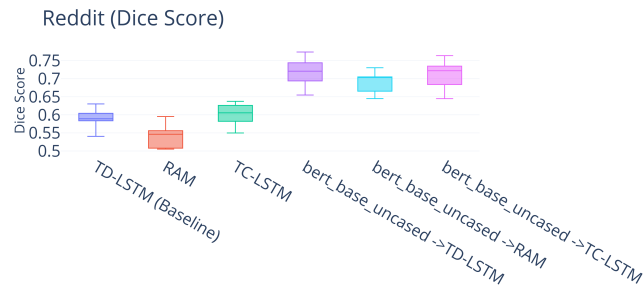 Reddit (Dice Score)
Dice Score
0.75
0.7
0.65
0.6
0.55
0.5
TD-LSTM (Baseline)
RAM
TC-LSTM
bert_base_uncased ->TD-LSTM
bert_base_uncased ->RAM
bert_base_uncased ->TC-LSTM